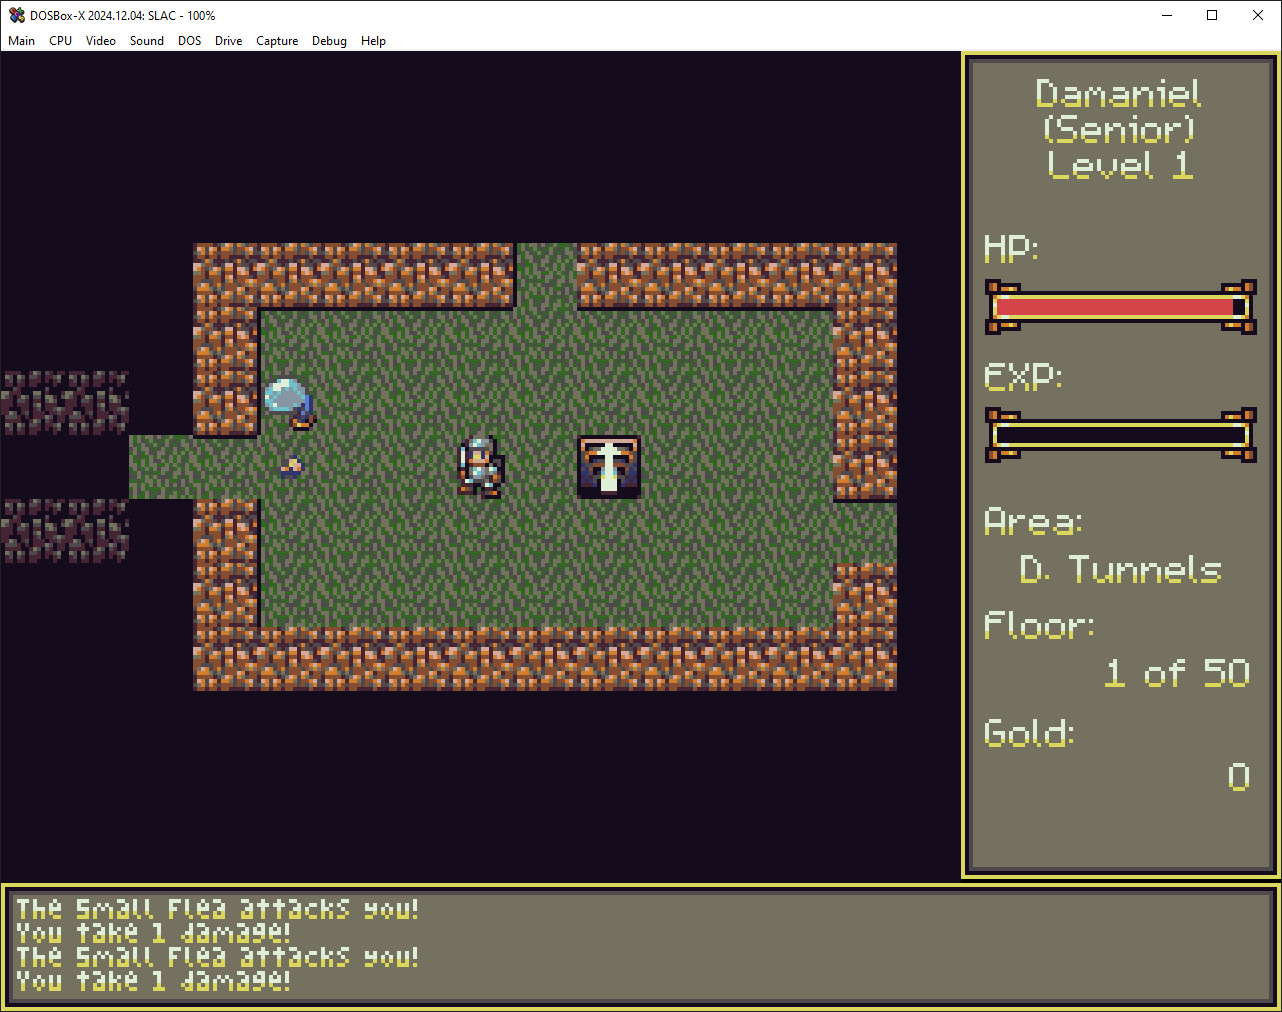 DOSBox-X 2024.12.04: SLAC - 100%
Main CPU Video Sound DOS Drive Capture Debug Help
Damaniel
(Senior)
Level 1
HP:
EXP:
Area:
D. Tunnels
Floor:
1 of 50
Gold:
0
The Small Flea attacks you!
You take 1 damage!
The Small Flea attacks you!
You take 1 damage!